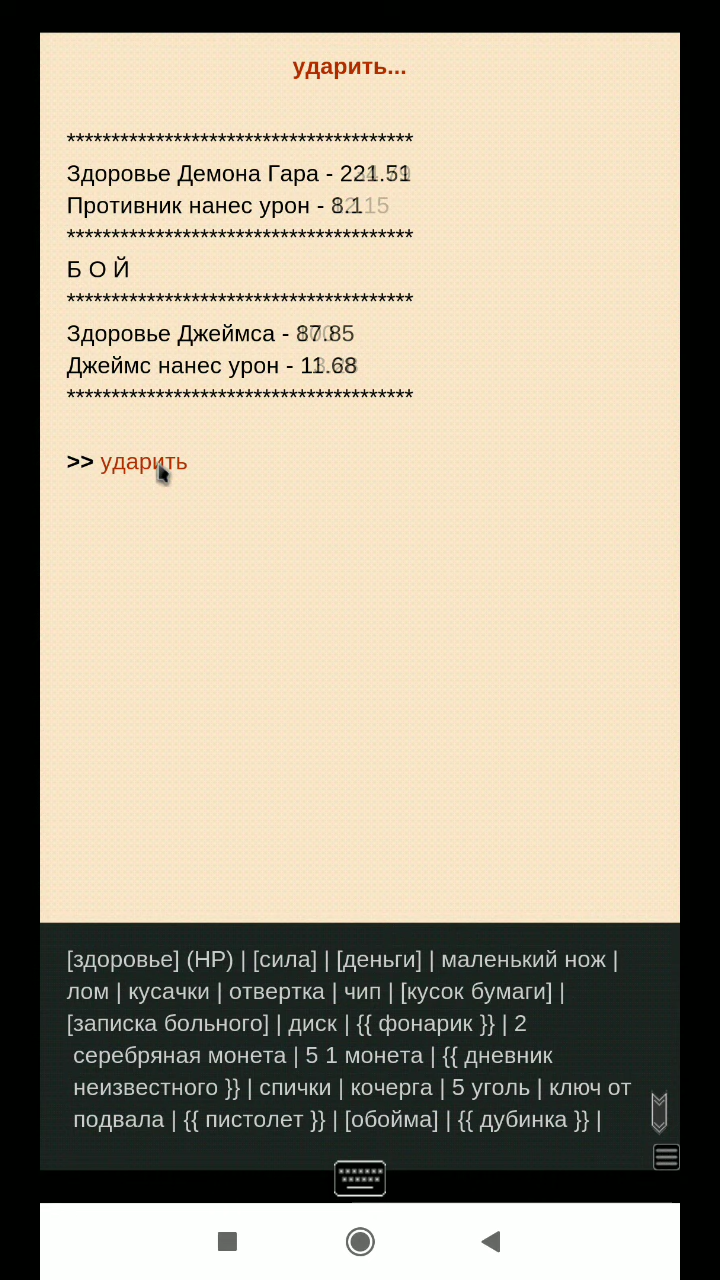 ударить...
***************************************
Здоровье Демона Гара - 221.51
Противник нанес урон - 8.1
***************************************
Б О Й
***************************************
Здоровье Джеймса - 87.85
Джеймс нанес урон - 11.68
***************************************
>> ударить
[здоровье] (HP) | [сила] | [деньги] | маленький нож |
лом | кусачки | отвертка | чип | [кусок бумаги] |
[записка больного] | диск | {{ фонарик }} | 2
серебряная монета | 5 1 монета | {{ дневник
неизвестного }} | спички | кочерга | 5 уголь | ключ от
подвала | {{ пистолет }} | [обойма] | {{ дубинка }} |